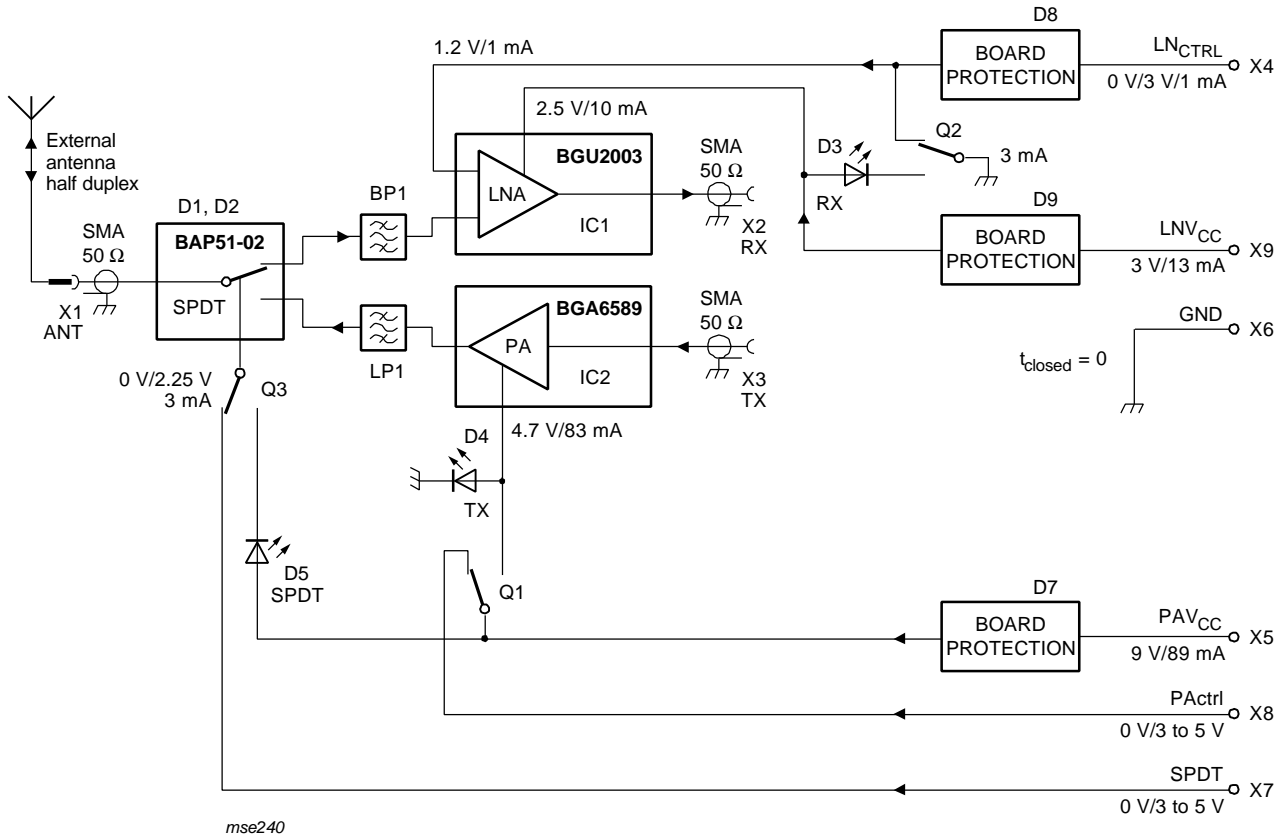 D8
1.2 V/1 mA
BOARD
PROTECTION
LNCTRL
0 V/3 V/1 mA
X4
2.5 V/10 mA
External
antenna
half duplex
BGU2003
LNA
IC1
SMA
50 Ω
X2
RX
D3
RX
Q2
3 mA
D9
BOARD
PROTECTION
LNVCC
3 V/13 mA
X9
BP1
D1, D2
BAP51-02
SPDT
SMA
50 Ω
X1
ANT
GND
X6
tclosed = 0
BGA6589
PA
IC2
SMA
50 Ω
X3
TX
LP1
0 V/2.25 V
3 mA
Q3
4.7 V/83 mA
D4
TX
D5
SPDT
Q1
D7
BOARD
PROTECTION
PAVCC
9 V/89 mA
X5
PActrl
0 V/3 to 5 V
X8
SPDT
0 V/3 to 5 V
X7
mse240